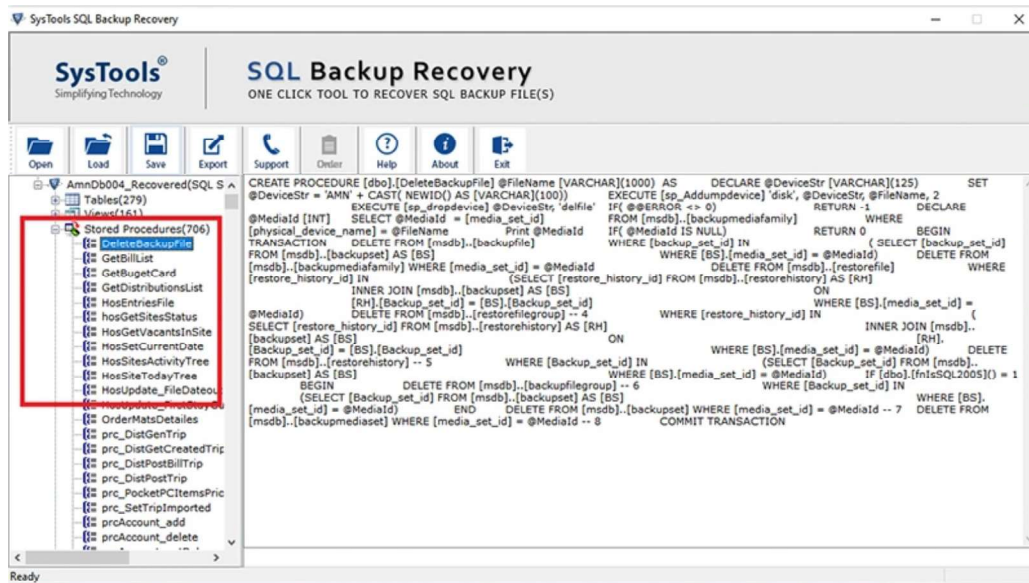 SysTools SQL Backup Recovery
SysTools®
Simplifying Technology
SQL Backup Recovery
ONE CLICK TOOL TO RECOVER SQL BACKUP FILE(S)
Open Load Save Export Support Order Help About Exit
AmnDb004_Recovered(SQL S
Tables(279)
Views(161)
Stored Procedures(706)
DeleteBackupFile
GetBillList
GetBugetCard
GetDistributionsList
HosEntriesFile
hosGetSitesStatus
HosGetVacantsInSite
HosSetCurrentDate
HosSitesActivityTree
HosSiteTodayTree
HosUpdate_FileDateou
OrderMatsDetailes
prc_DistGenTrip
prc_DistGetCreatedTrip
prc_DistPostBillTrip
prc_DistPostTrip
prc_PocketPCItemsPric
prc_SetTripImported
prcAccount_add
prcAccount_delete
CREATE PROCEDURE [dbo].[DeleteBackupFile] @FileName [VARCHAR](1000) AS DECLARE @DeviceStr [VARCHAR](125) SET
@DeviceStr = 'AMN' + CAST( NEWID() AS [VARCHAR](100)) EXECUTE [sp_Addumpdevice] 'disk', @DeviceStr, @FileName, 2
EXECUTE [sp_dropdevice] @DeviceStr, 'delfile' IF( @@ERROR <> 0) RETURN -1 DECLARE
@MediaId [INT] SELECT @MediaId = [media_set_id] FROM [msdb]..[backupmediafamily] WHERE
[physical_device_name] = @FileName Print @MediaId IF( @MediaId IS NULL) RETURN 0 BEGIN
TRANSACTION DELETE FROM [msdb]..[backupfile] WHERE [backup_set_id] IN ( SELECT [backup_set_id]
FROM [msdb]..[backupset] AS [BS] WHERE [BS].[media_set_id] = @MediaId) DELETE FROM
[msdb]..[backupmediafamily] WHERE [media_set_id] = @MediaId DELETE FROM [msdb]..[restorefile] WHERE
[restore_history_id] IN (SELECT [restore_history_id] FROM [msdb]..[restorehistory] AS [RH]
INNER JOIN [msdb]..[backupset] AS [BS] ON
[RH].[Backup_set_id] = [BS].[Backup_set_id] WHERE [BS].[media_set_id] =
@MediaId) DELETE FROM [msdb]..[restorefilegroup] -- 4 WHERE [restore_history_id] IN (
SELECT [restore_history_id] FROM [msdb]..[restorehistory] AS [RH] INNER JOIN [msdb]..
[backupset] AS [BS] ON [RH].
[Backup_set_id] = [BS].[Backup_set_id] WHERE [BS].[media_set_id] = @MediaId) DELETE
FROM [msdb]..[restorehistory] -- 5 WHERE [Backup_set_id] IN (SELECT [Backup_set_id] FROM [msdb]..
[backupset] AS [BS] WHERE [BS].[media_set_id] = @MediaId) IF [dbo].[fnIsSQL2005]() = 1
BEGIN DELETE FROM [msdb]..[backupfilegroup] -- 6 WHERE [Backup_set_id] IN
(SELECT [Backup_set_id] FROM [msdb]..[backupset] AS [BS] WHERE [BS].
[media_set_id] = @MediaId) END DELETE FROM [msdb]..[backupset] WHERE [media_set_id] = @MediaId -- 7 DELETE FROM
[msdb]..[backupmediaset] WHERE [media_set_id] = @MediaId -- 8 COMMIT TRANSACTION
Ready